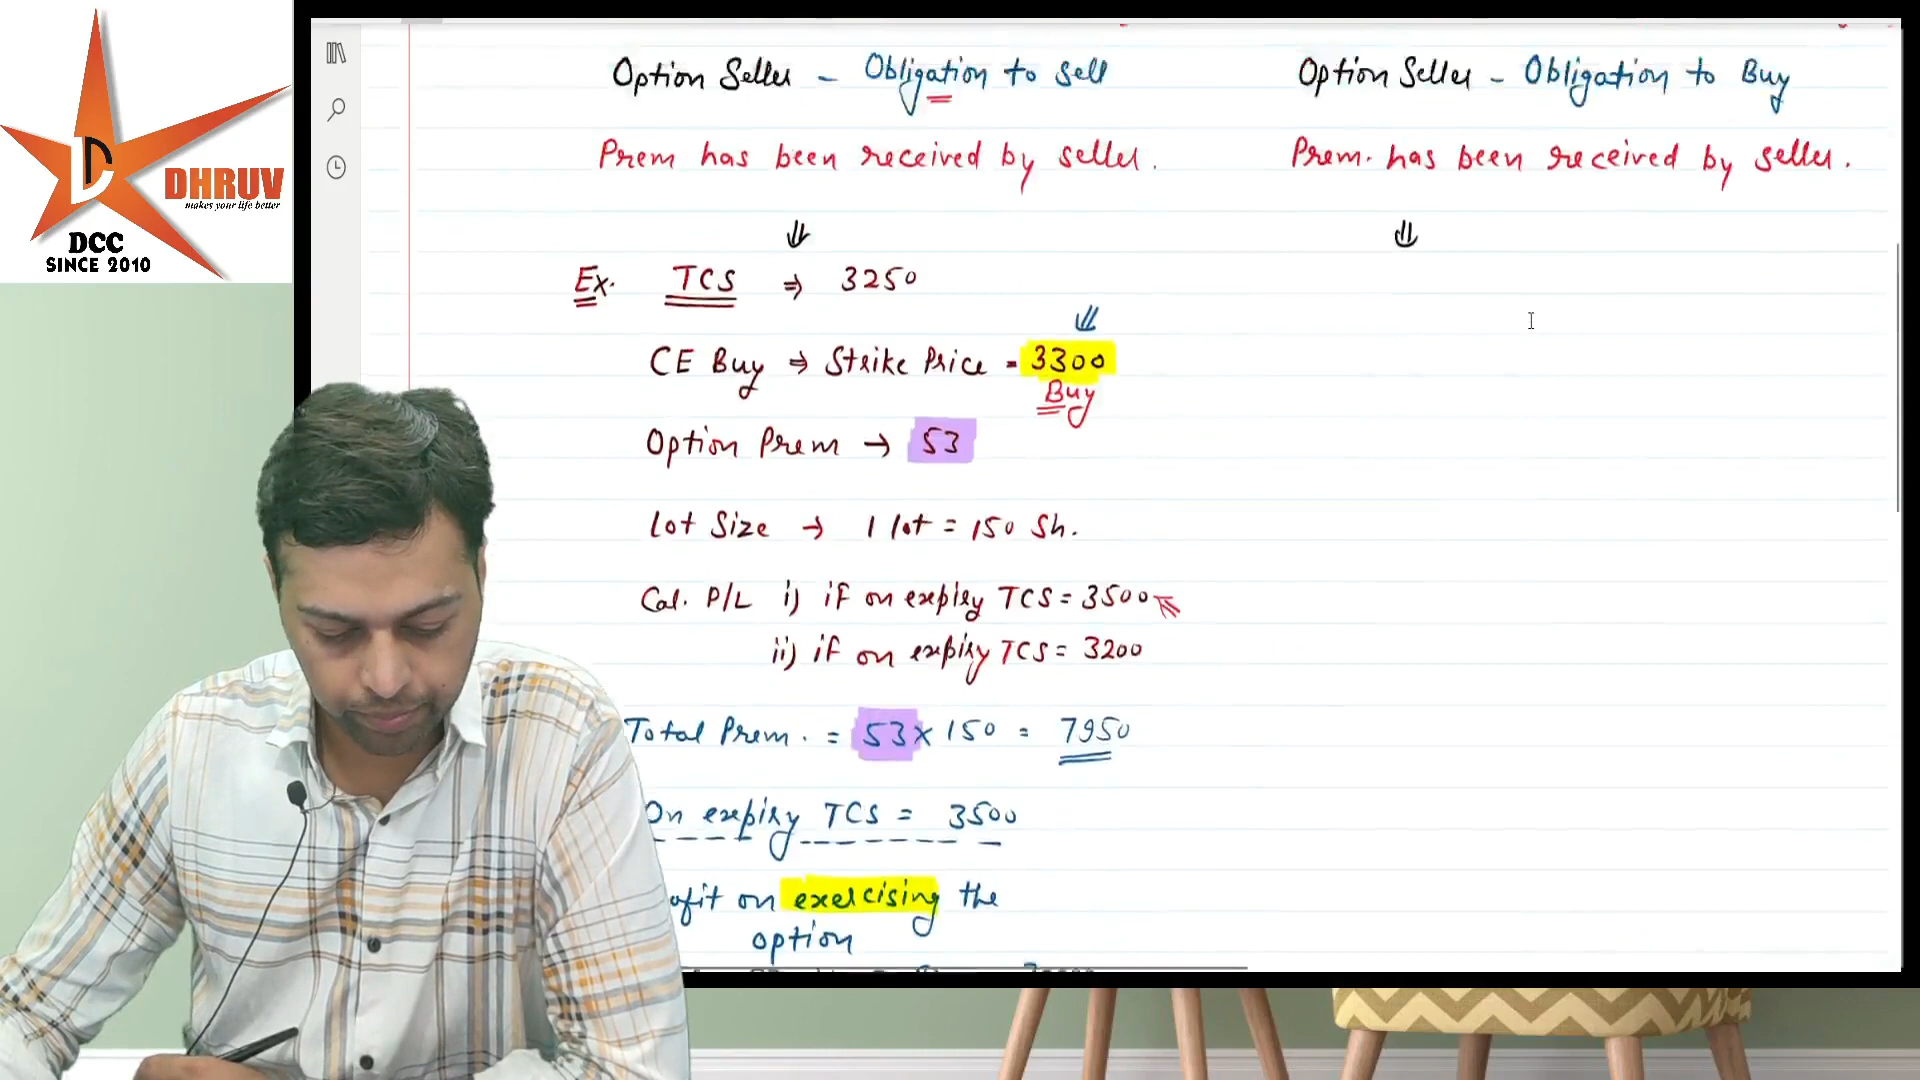 DHRUV
makes your life better
DCC
SINCE 2010
Option Seller - Obligation to Sell
Prem has been received by seller.
Ex. TCS ⇒ 3250
CE Buy ⇒ Strike Price = 3300
Buy
Option Prem → 53
Lot Size → 1 lot = 150 Sh.
Cal. P/L i) if on expiry TCS = 3500
ii) if on expiry TCS = 3200
Total Prem. = 53 x 150 = 7950
On expiry TCS = 3500
ofit on exercising the
option
Option Seller - Obligation to Buy
Prem. has been received by seller.